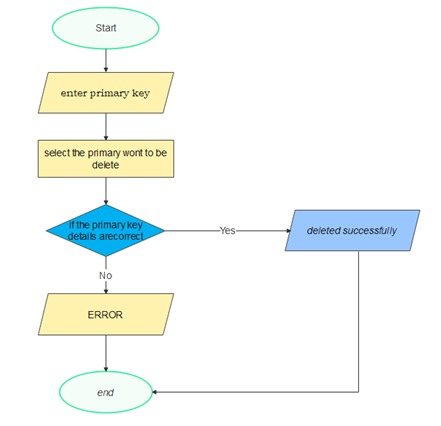 Start
enter primary key
select the primary wont to be
delete
if the primary key
details arecorrect
Yes
deleted successfully
No
ERROR
end